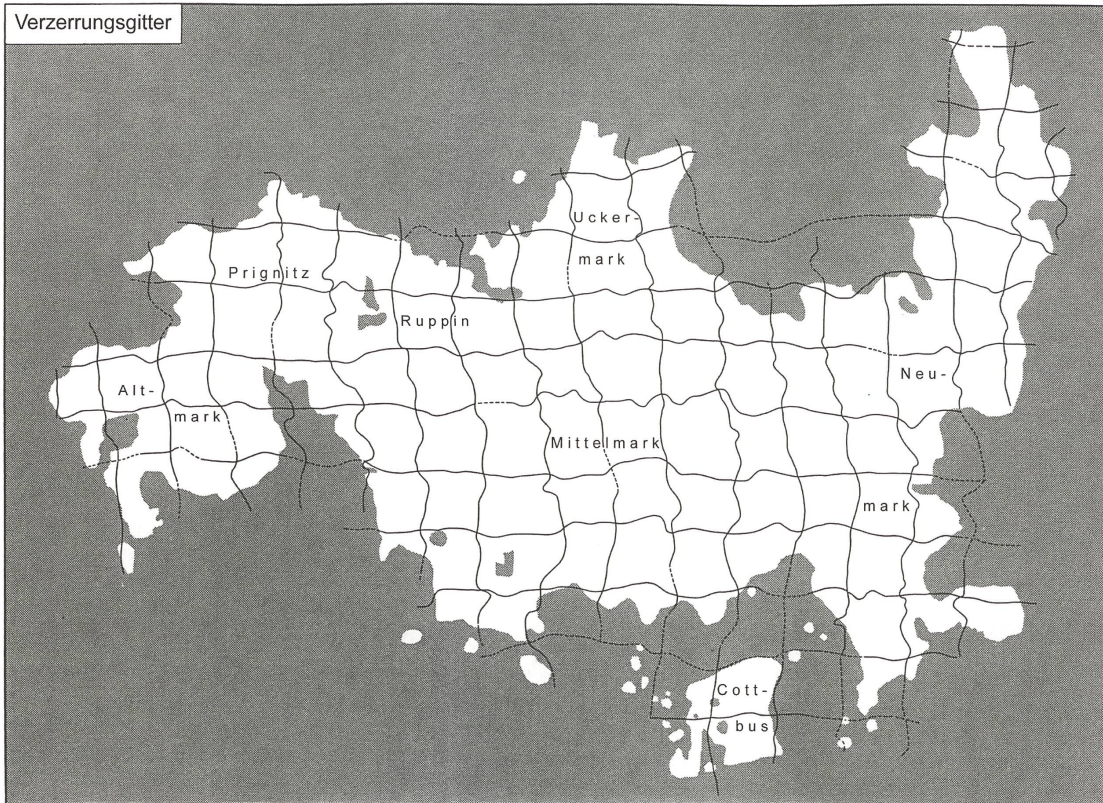 Verzerrungsgitter
Ucker-
mark
Prignitz
Ruppin
Neu-
Alt-
mark
Mittelmark
mark
Cott-
bus